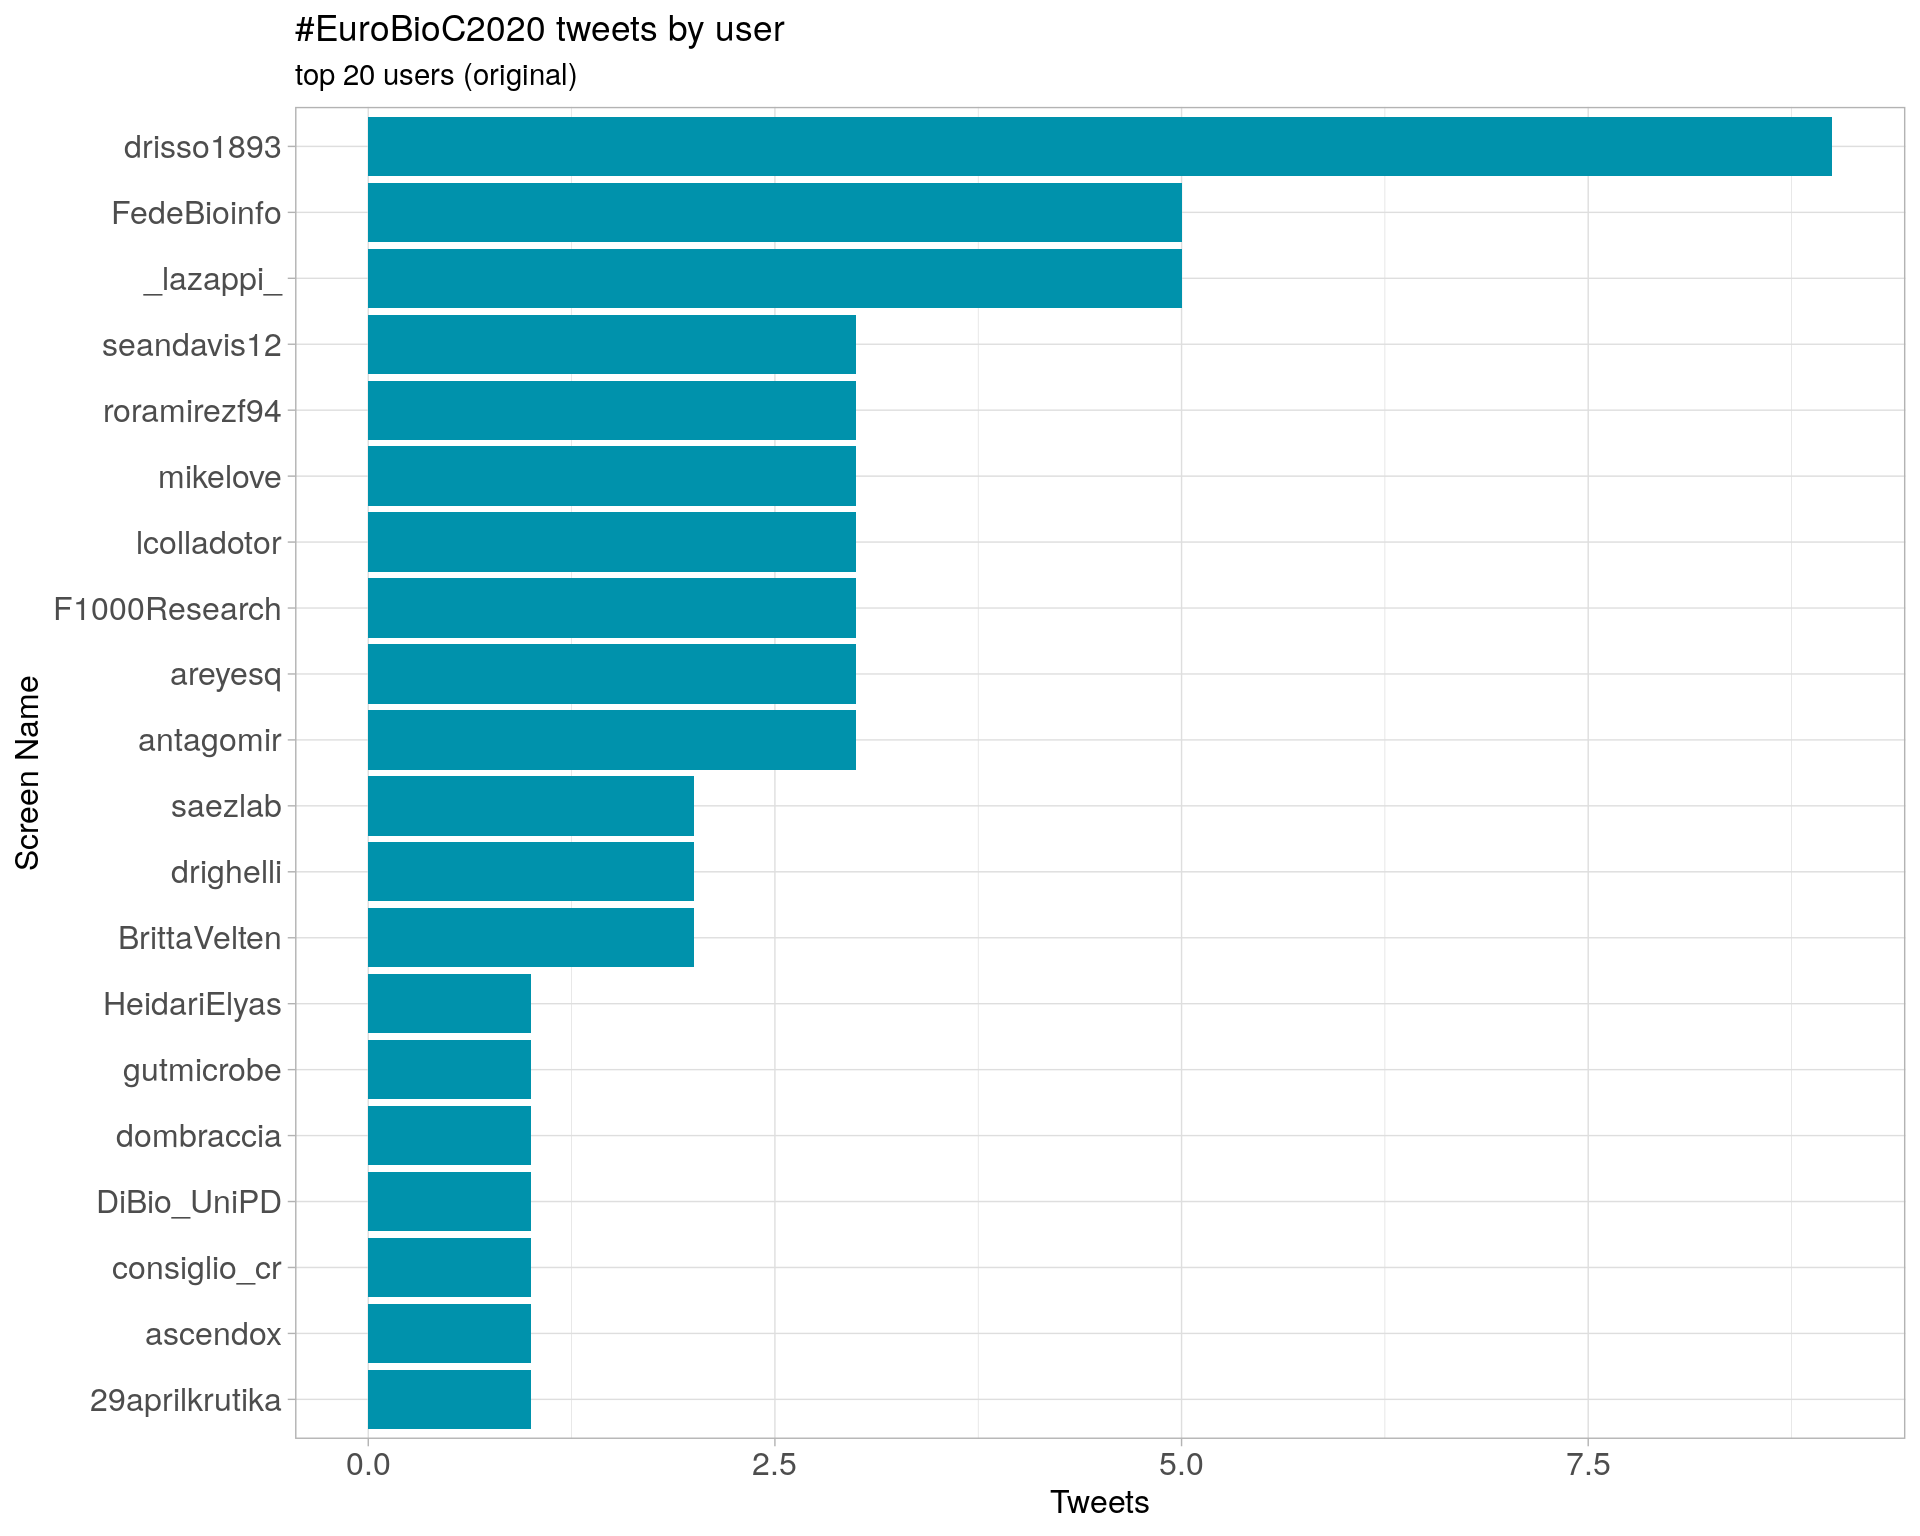 #EuroBioC2020 tweets by user
top 20 users (original)
drisso1893
FedeBioinfo
_lazappi_
seandavis12
roramirezf94
mikelove
lcolladotor
F1000Research
areyesq
antagomir
saezlab
drighelli
BrittaVelten
HeidariElyas
gutmicrobe
dombraccia
DiBio_UniPD
consiglio_cr
ascendox
29aprilkrutika
Screen Name
0.0 2.5 5.0 7.5
Tweets